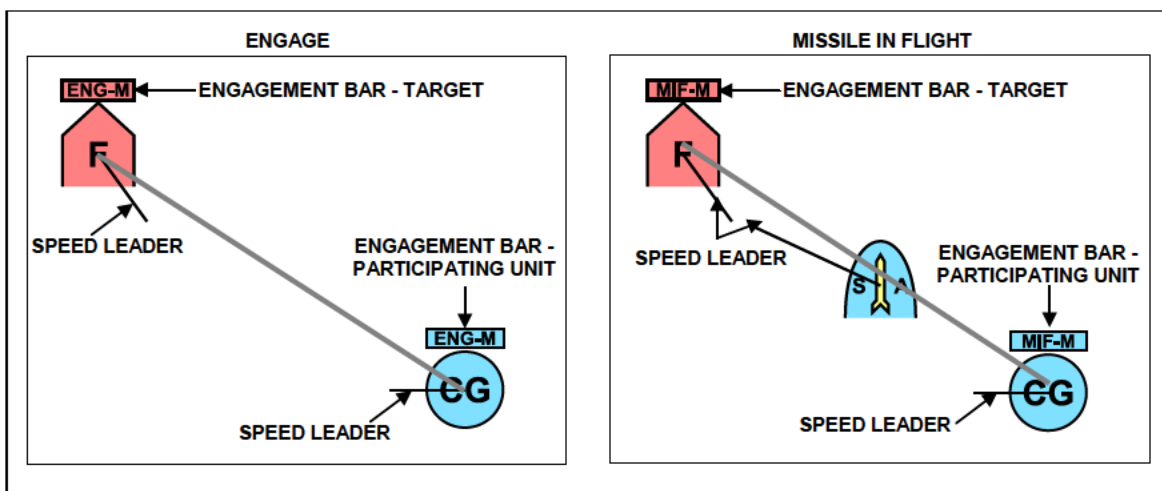 ENGAGE
ENG-M
ENGAGEMENT BAR - TARGET
F
SPEED LEADER
ENGAGEMENT BAR -
PARTICIPATING UNIT
ENG-M
CG
SPEED LEADER
MISSILE IN FLIGHT
MIF-M
ENGAGEMENT BAR - TARGET
F
SPEED LEADER
ENGAGEMENT BAR -
PARTICIPATING UNIT
S A
MIF-M
CG
SPEED LEADER